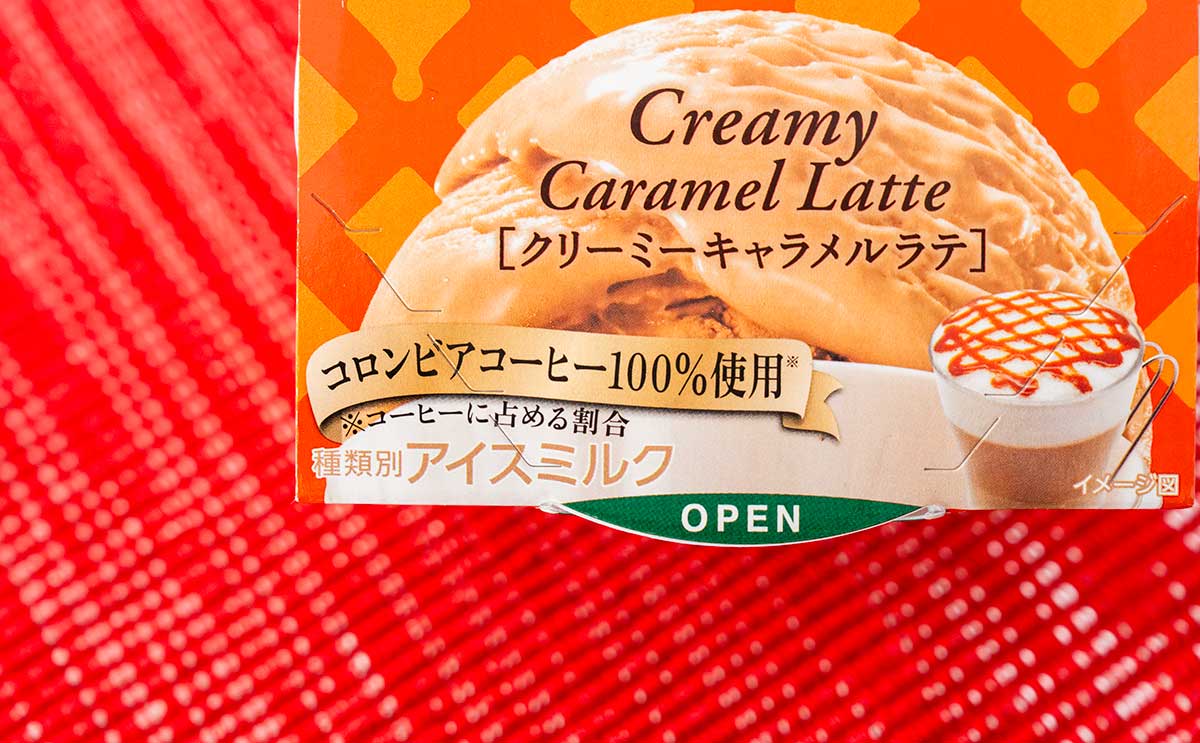 Creamy
Caramel Latte
[クリーミーキャラメルラテ]
コロンビアコーヒー100%使用※
※コーヒーに占める割合
種類別 アイスミルク
イメージ図
OPEN